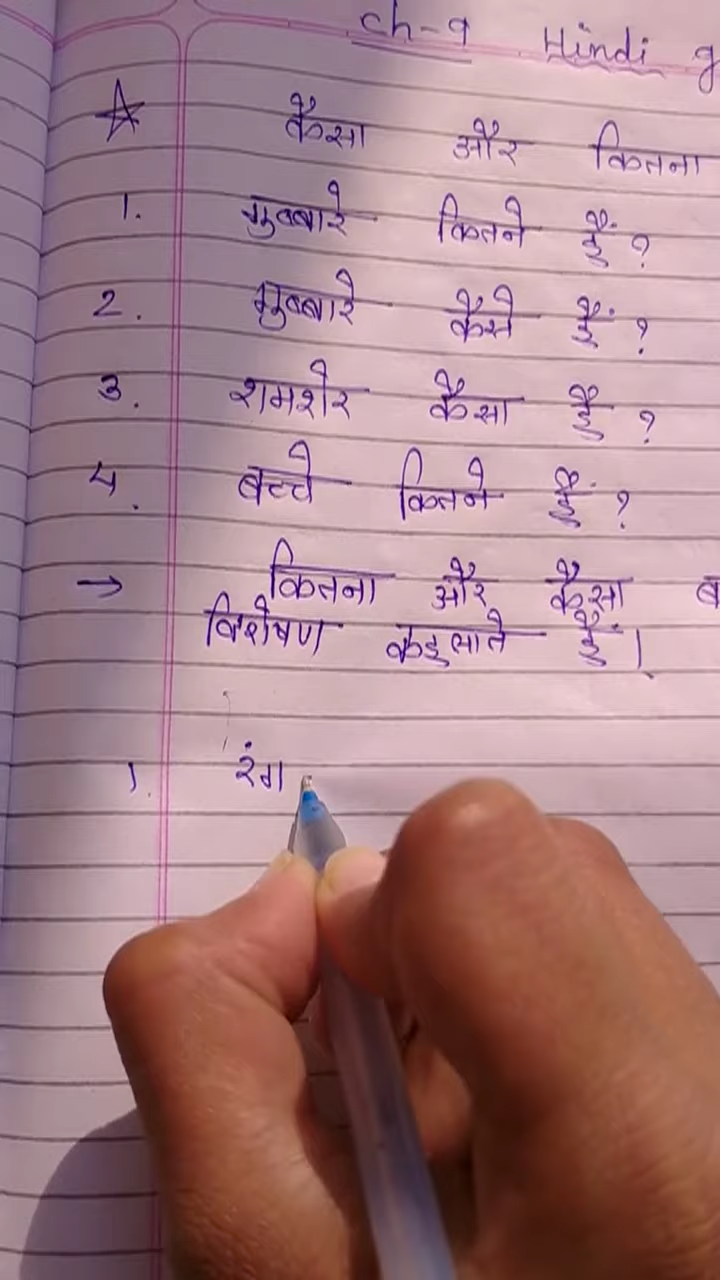 ch-9 Hindi g
☆ कैसा और कितना
1. गुब्बारे कितने हैं ?
2. गुब्बारे कैसे हैं ?
3. शमशेर कैसा है ?
4. बच्चे कितने हैं ?
→ कितना और कैसा ब
विशेषण कहलाते हैं।
1. रंग